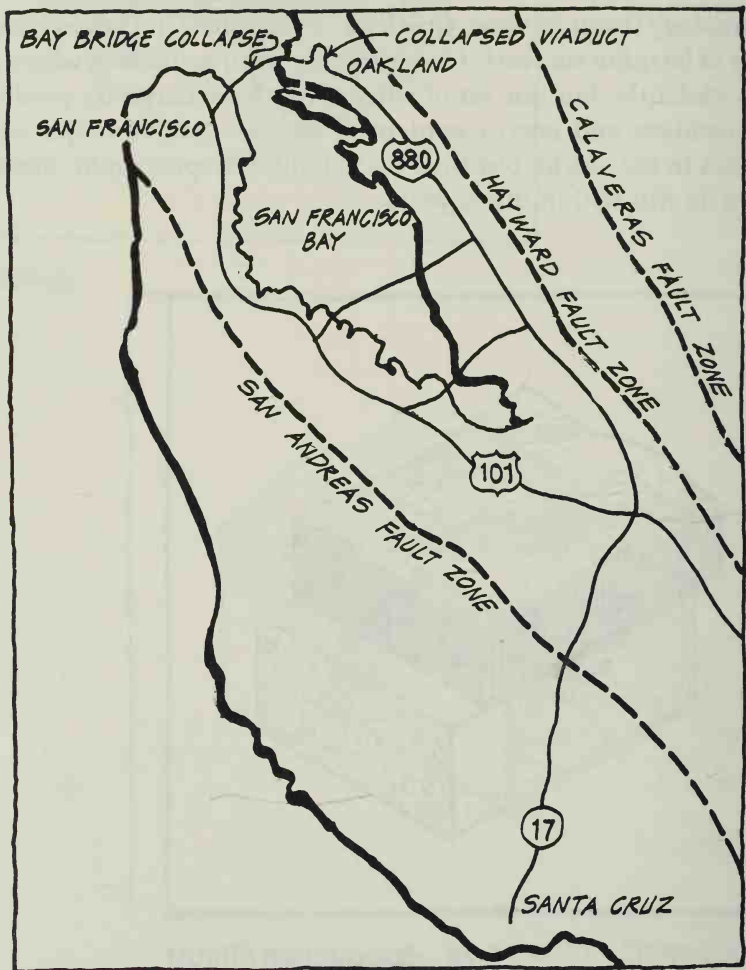 BAY BRIDGE COLLAPSE
COLLAPSED VIADUCT
OAKLAND
SAN FRANCISCO
880
CALAVERAS FAULT ZONE
HAYWARD FAULT ZONE
SAN FRANCISCO
BAY
SAN ANDREAS FAULT ZONE
101
17
SANTA CRUZ